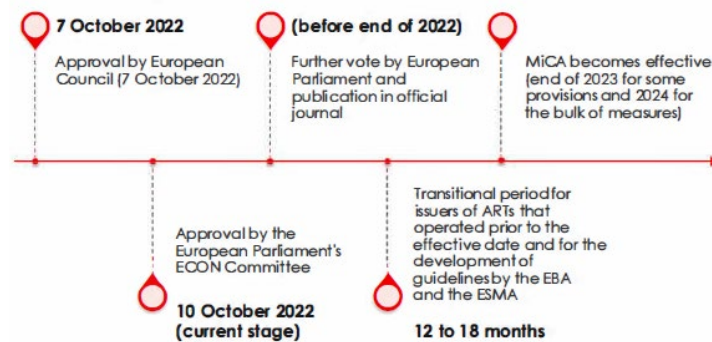 7 October 2022
Approval by European
Council (7 October 2022)
(before end of 2022)
Further vote by European
Parliament and
publication in official
journal
MiCA becomes effective
(end of 2023 for some
provisions and 2024 for
the bulk of measures)
Approval by the
European Parliament's
ECON Committee
10 October 2022
(current stage)
Transitional period for
issuers of ARTs that
operated prior to the
effective date and for the
development of
guidelines by the EBA
and the ESMA
12 to 18 months